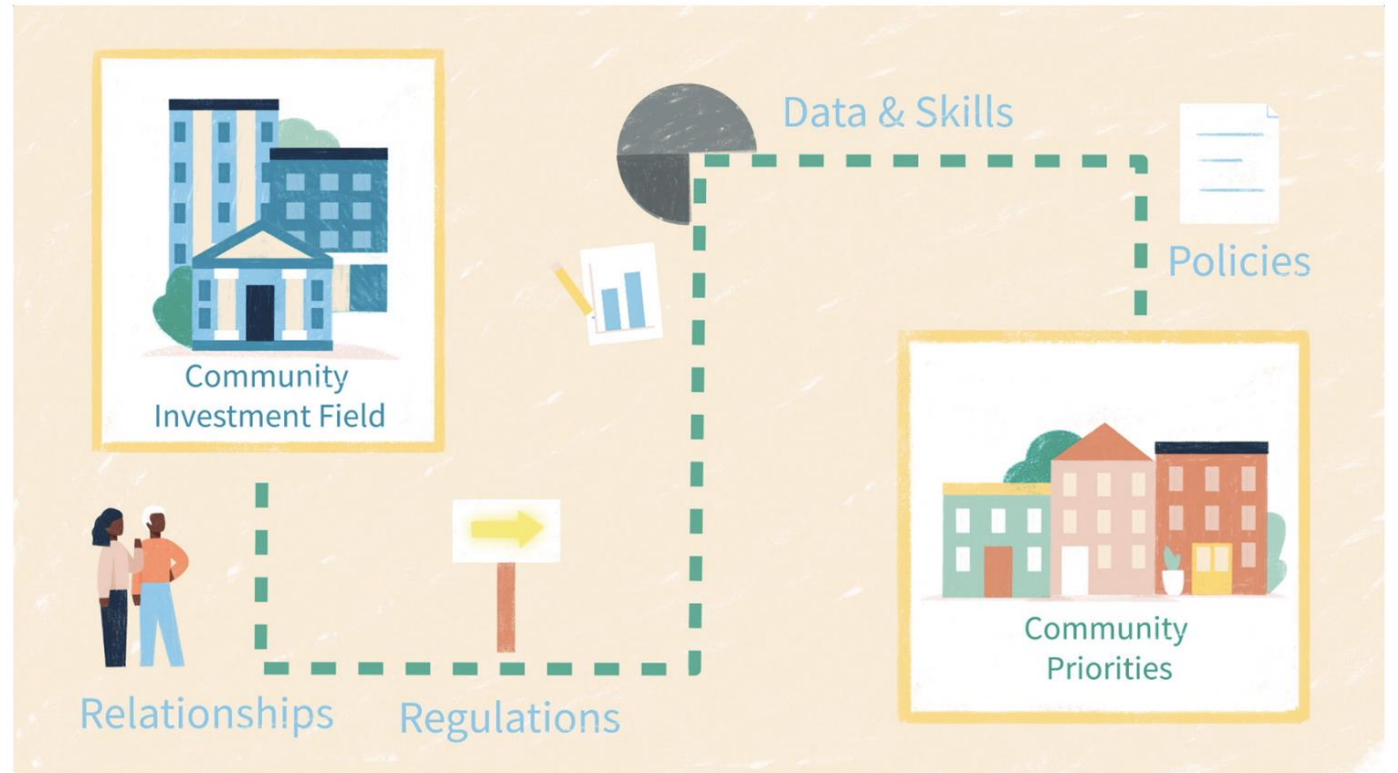 Community
Investment Field
Relationships
Regulations
Data & Skills
Policies
Community
Priorities